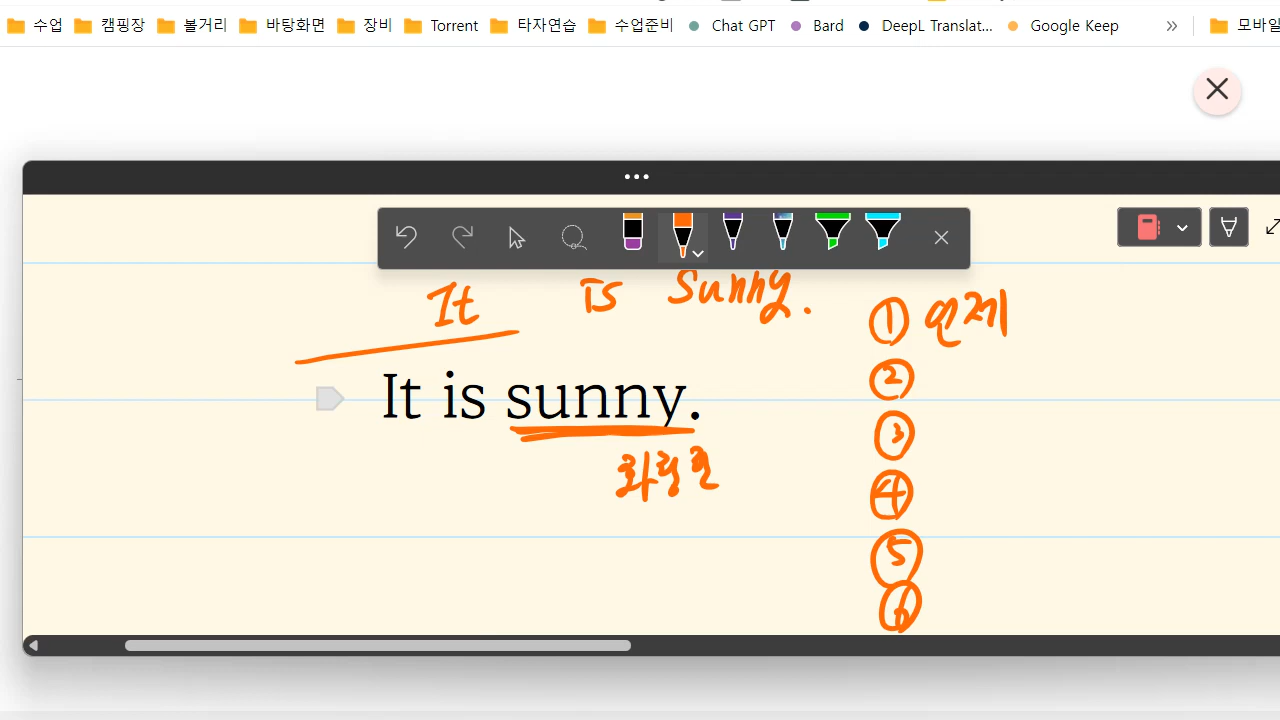 수업 캠핑장 볼거리 바탕화면 장비 Torrent 타자연습 수업준비 Chat GPT Bard DeepL Translat... Google Keep » 모바일
It is sunny. ① 언제
②
It is sunny.
③
화창한
④
⑤
⑥